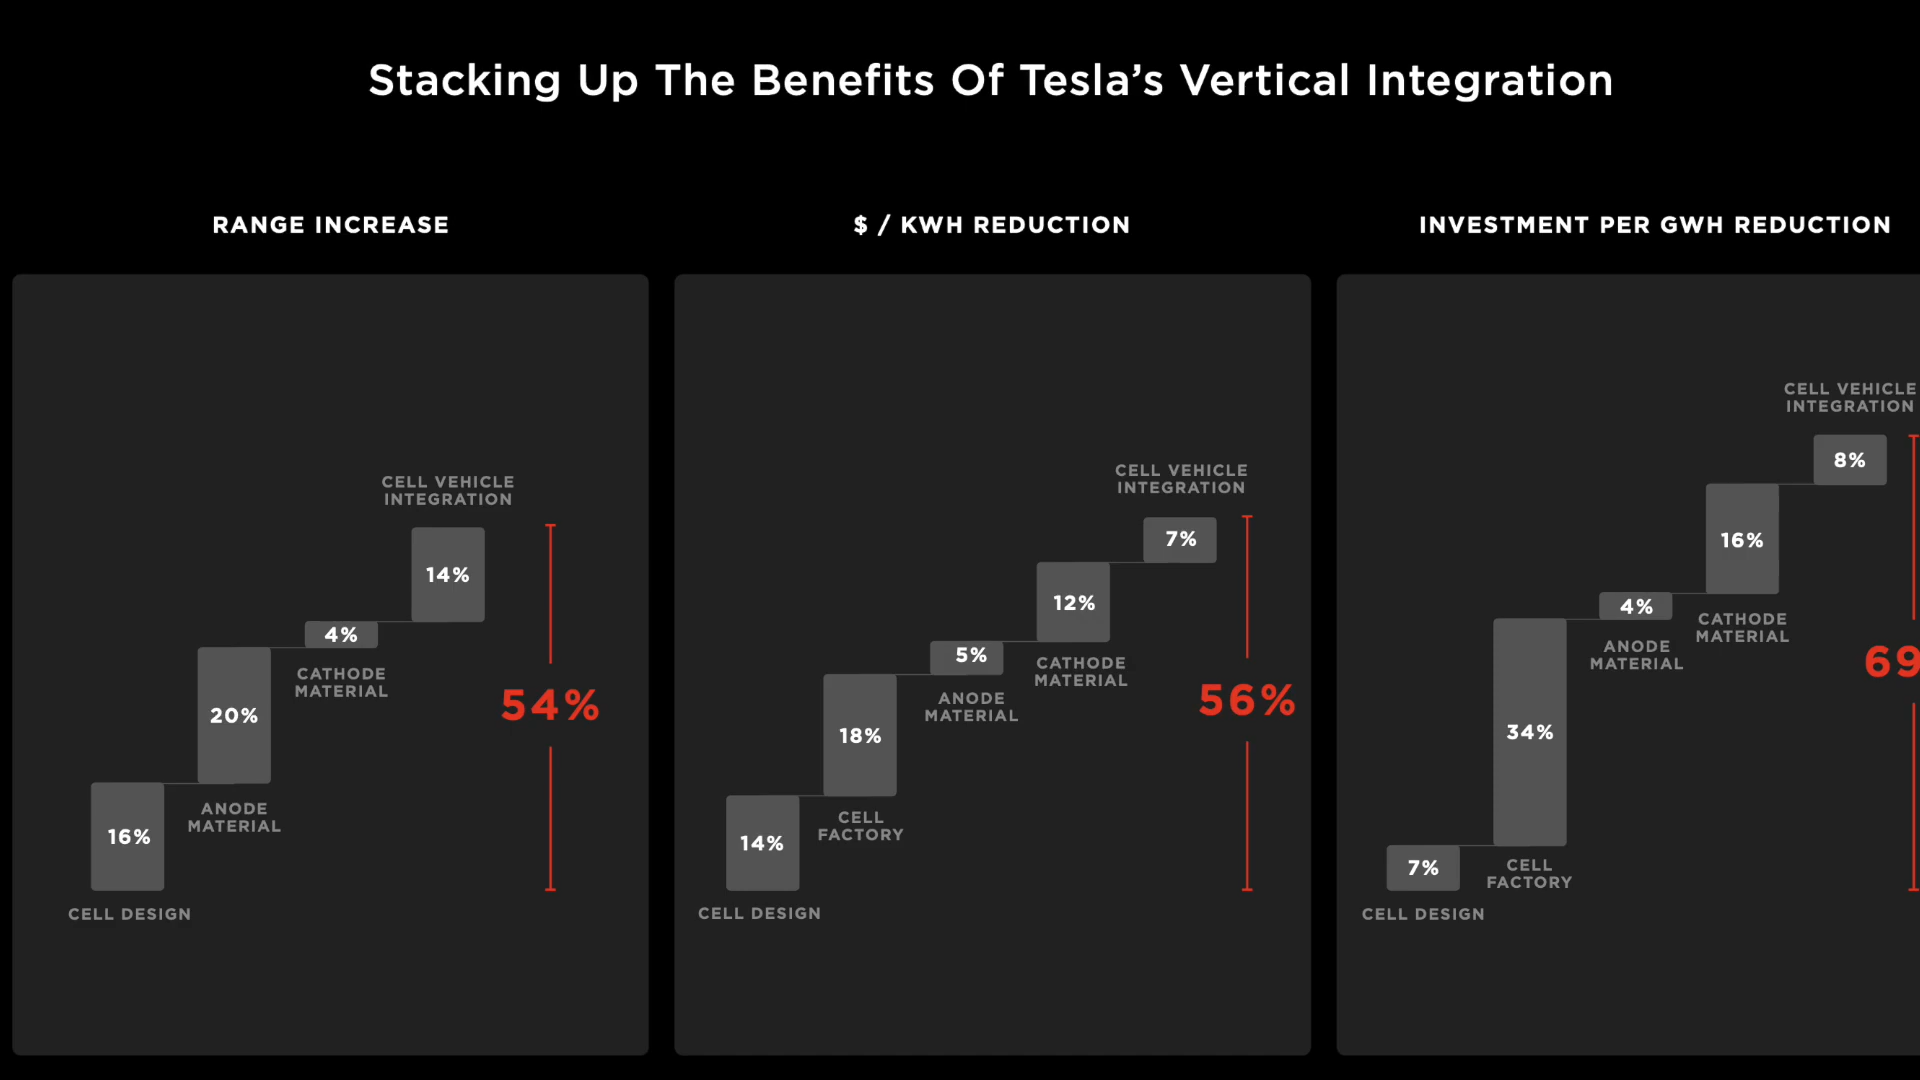 Stacking Up The Benefits Of Tesla’s Vertical Integration
RANGE INCREASE
CELL VEHICLE
INTEGRATION
14%
4%
CATHODE
MATERIAL
20%
ANODE
MATERIAL
16%
CELL DESIGN
54%
$ / KWH REDUCTION
CELL VEHICLE
INTEGRATION
7%
12%
CATHODE
MATERIAL
5%
ANODE
MATERIAL
18%
CELL
FACTORY
14%
CELL DESIGN
56%
INVESTMENT PER GWH REDUCTION
CELL VEHICLE
INTEGRATION
8%
16%
CATHODE
MATERIAL
4%
ANODE
MATERIAL
34%
CELL
FACTORY
7%
CELL DESIGN
69